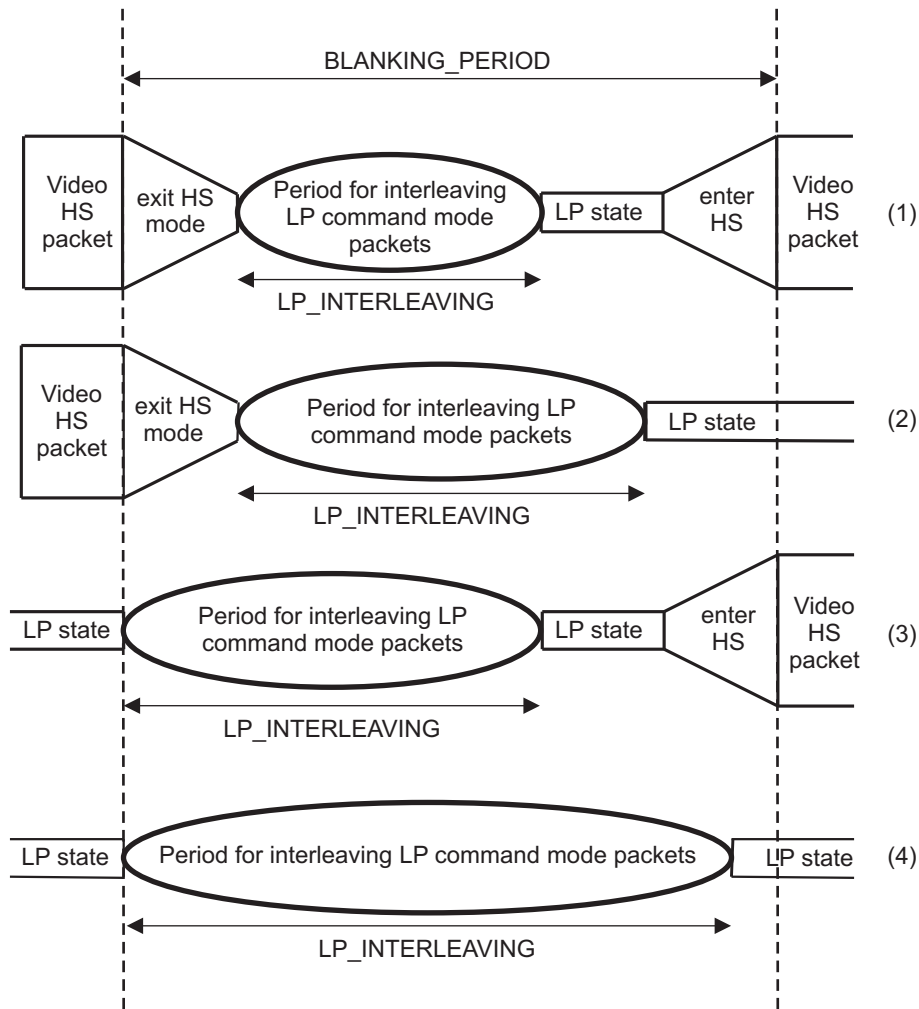 BLANKING_PERIOD
Video
HS
packet
exit HS
mode
Period for interleaving
LP command mode
packets
LP state
enter
HS
Video
HS
packet
(1)
LP_INTERLEAVING
Video
HS
packet
exit HS
mode
Period for interleaving LP
command mode packets
LP state
(2)
LP_INTERLEAVING
LP state
Period for interleaving LP
command mode packets
LP state
enter
HS
Video
HS
packet
(3)
LP_INTERLEAVING
LP state
Period for interleaving LP command mode packets
LP state
(4)
LP_INTERLEAVING